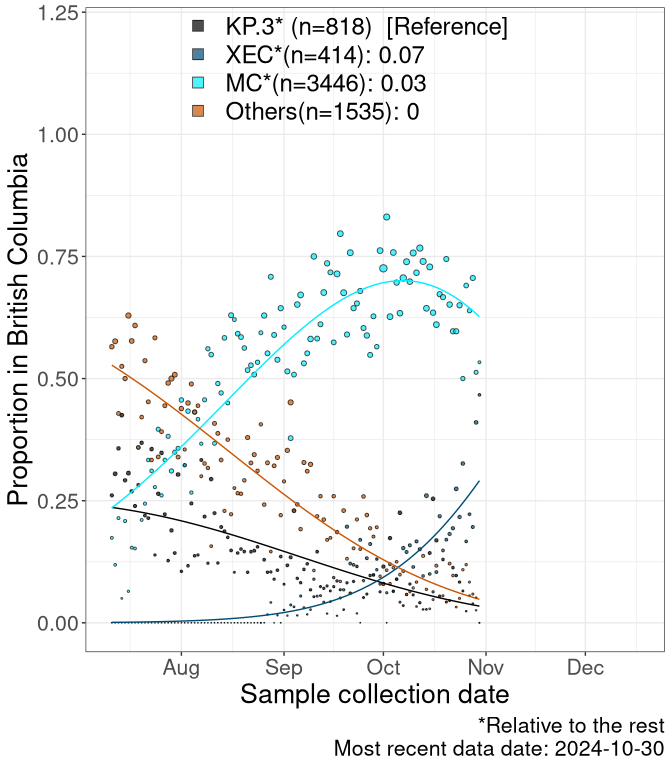 KP.3* (n=818)  [Reference]
XEC*(n=414): 0.07
MC*(n=3446): 0.03
Others(n=1535): 0
1.25
1.00
0.75
0.50
0.25
0.00
Proportion in British Columbia
Aug Sep Oct Nov Dec
Sample collection date
*Relative to the rest
Most recent data date: 2024-10-30